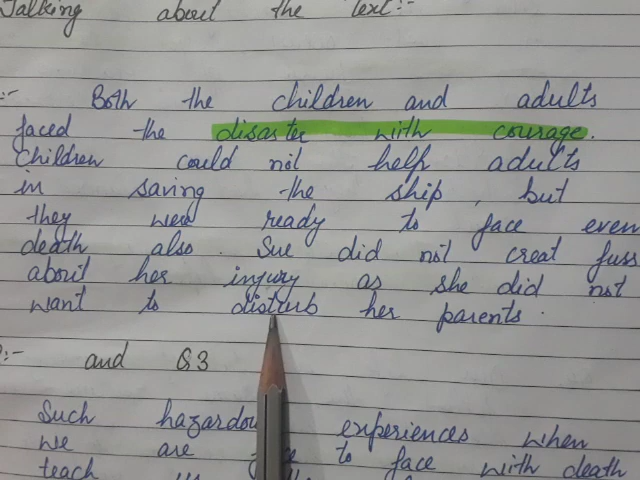 Talking about the text:-
:- Both the children and adults
faced the disaster with courage.
Children could not help adults
in saving the ship, but
they were ready to face even
death also. Sue did not creat fuss
about her injury as she did not
want to disturb her parents.
:- and Q3
Such hazardou experiences when
we are to face with death
teach